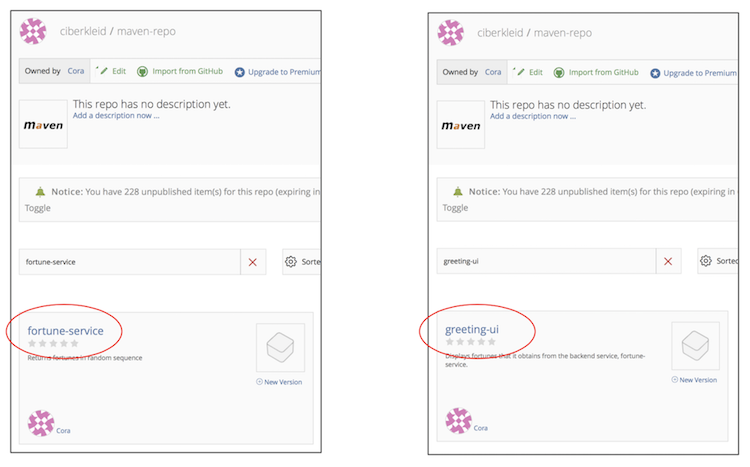 ciberkleid / maven-repo
Owned by Cora Edit Import from GitHub Upgrade to Premium
maven
This repo has no description yet.
Add a description now ...
Notice: You have 228 unpublished item(s) for this repo (expiring in
Toggle
fortune-service
Sorte
fortune-service
Returns fortunes in random sequence
New Version
Cora
ciberkleid / maven-repo
Owned by Cora Edit Import from GitHub Upgrade to Premium
maven
This repo has no description yet.
Add a description now ...
Notice: You have 228 unpublished item(s) for this repo (expiring
Toggle
greeting-ui
Sorted
greeting-ui
Displays fortunes that it obtains from the backend service, fortune-
service.
New Version
Cora